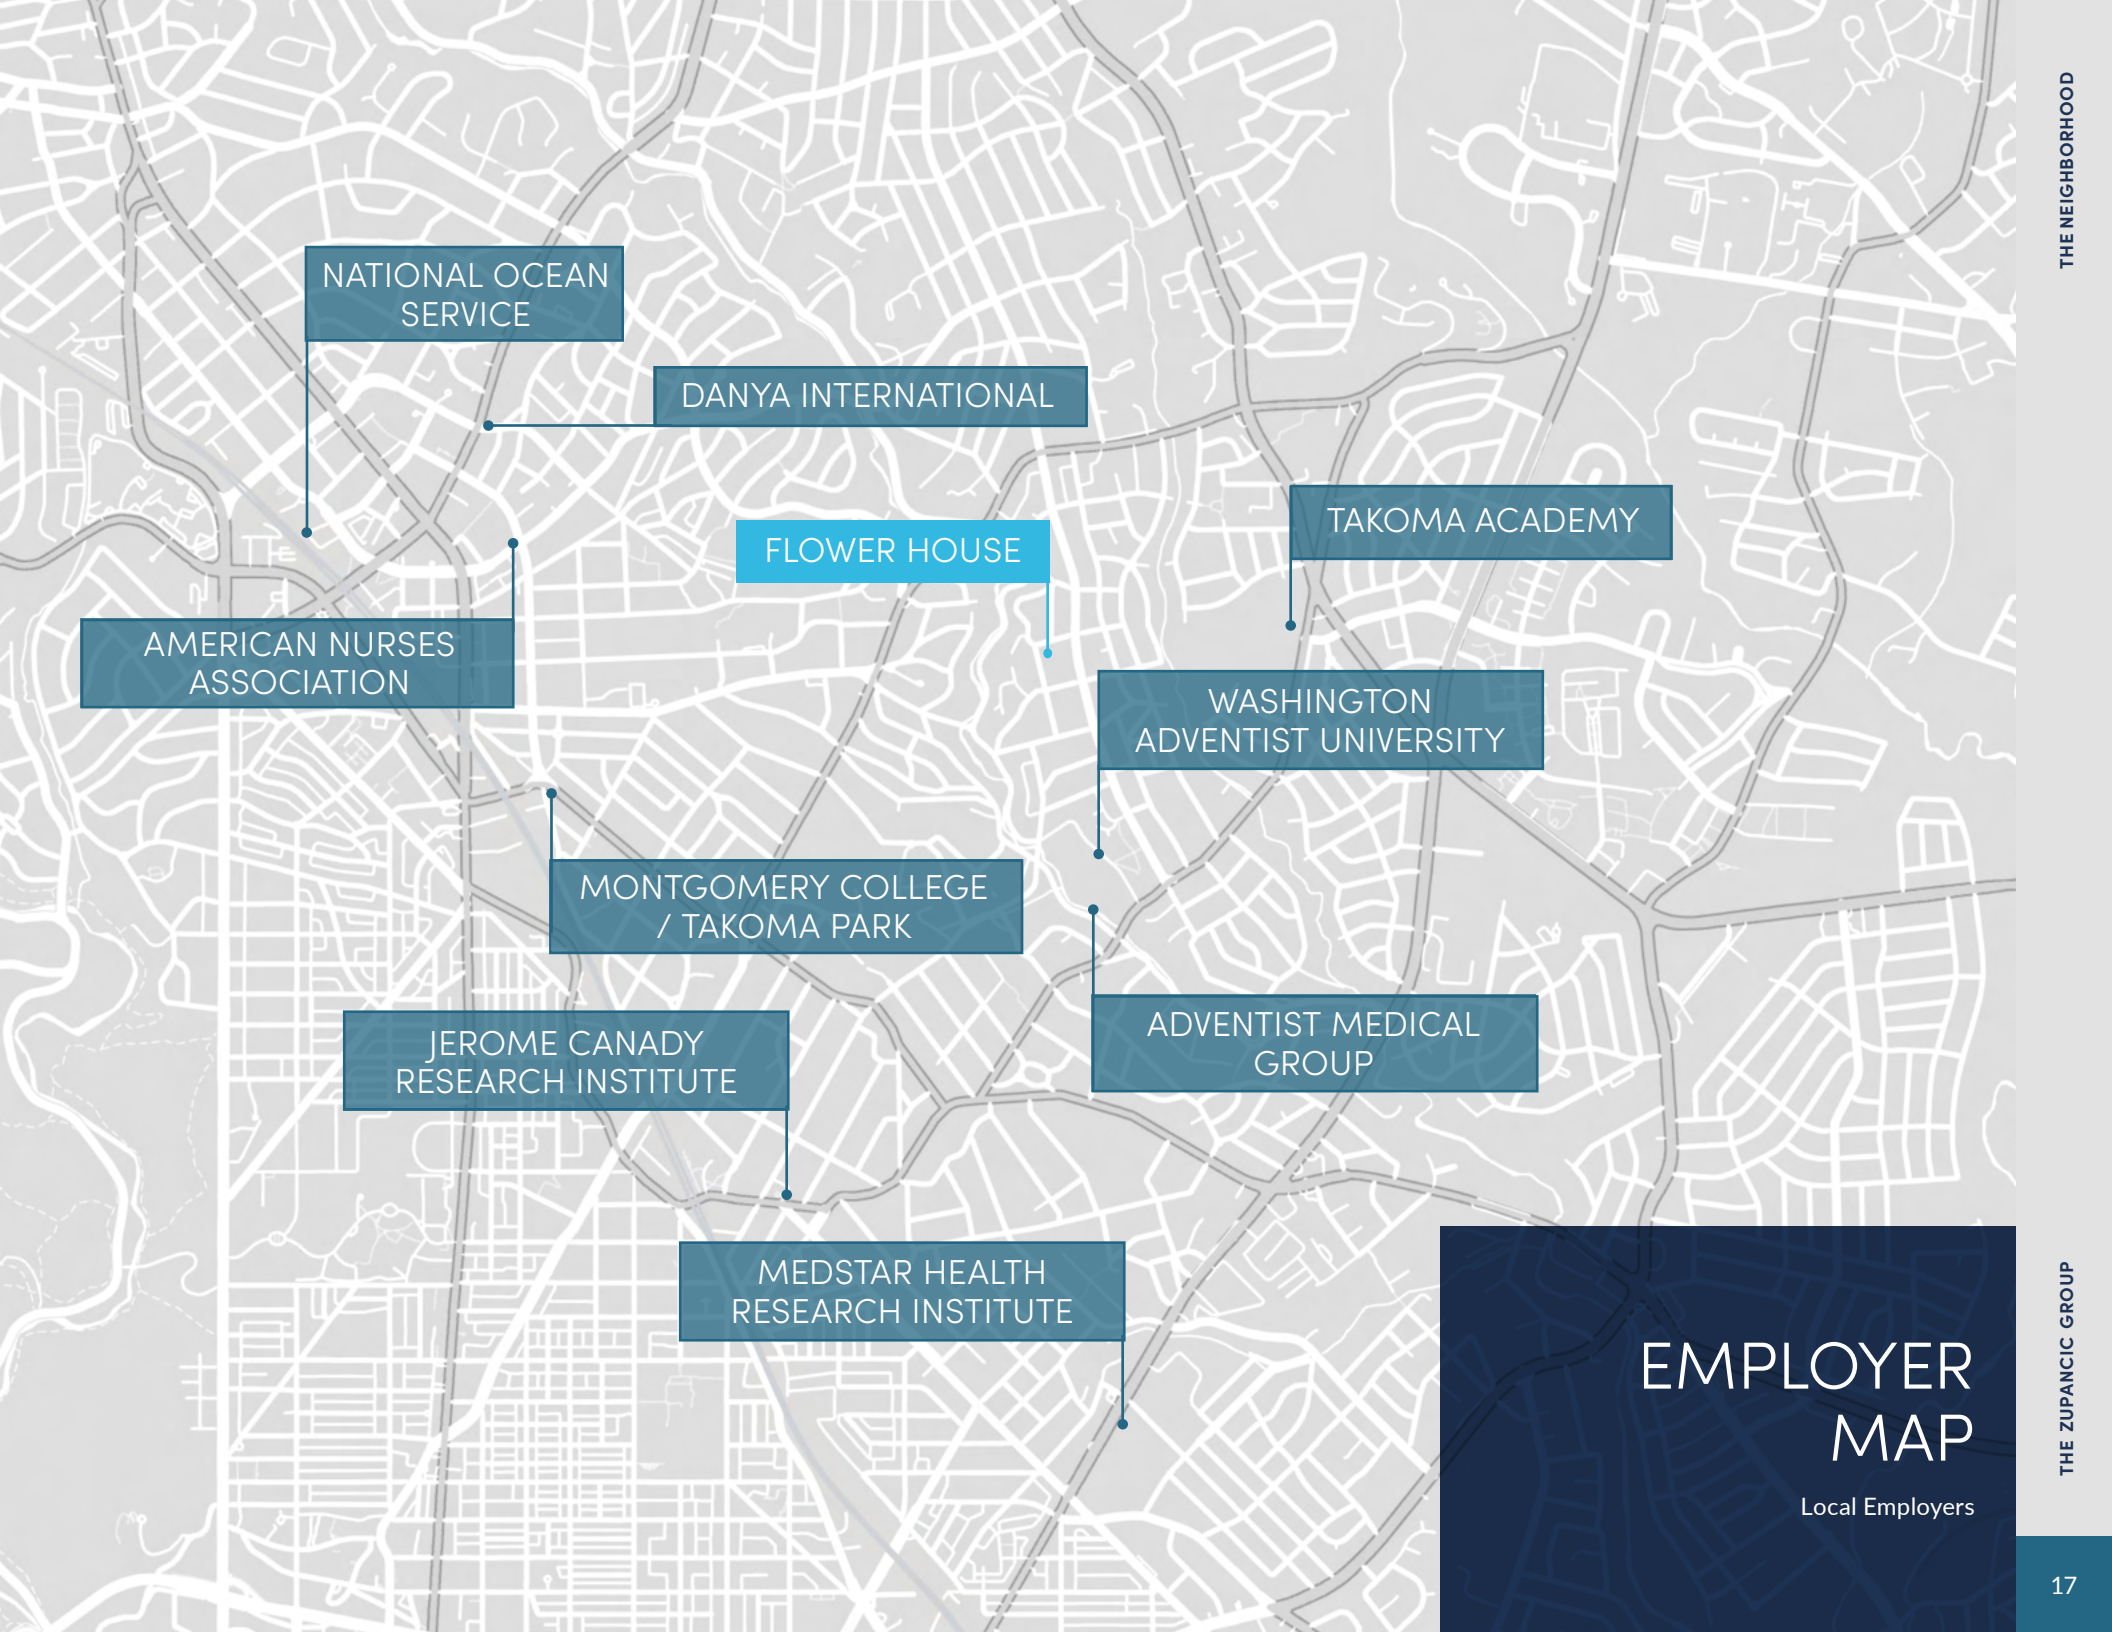 NATIONAL OCEAN
SERVICE
DANYA INTERNATIONAL
TAKOMA ACADEMY
FLOWER HOUSE
AMERICAN NURSES
ASSOCIATION
WASHINGTON
ADVENTIST UNIVERSITY
MONTGOMERY COLLEGE
/ TAKOMA PARK
ADVENTIST MEDICAL
GROUP
JEROME CANADY
RESEARCH INSTITUTE
MEDSTAR HEALTH
RESEARCH INSTITUTE
EMPLOYER
MAP
Local Employers
THE NEIGHBORHOOD
THE ZUPANCIC GROUP
17